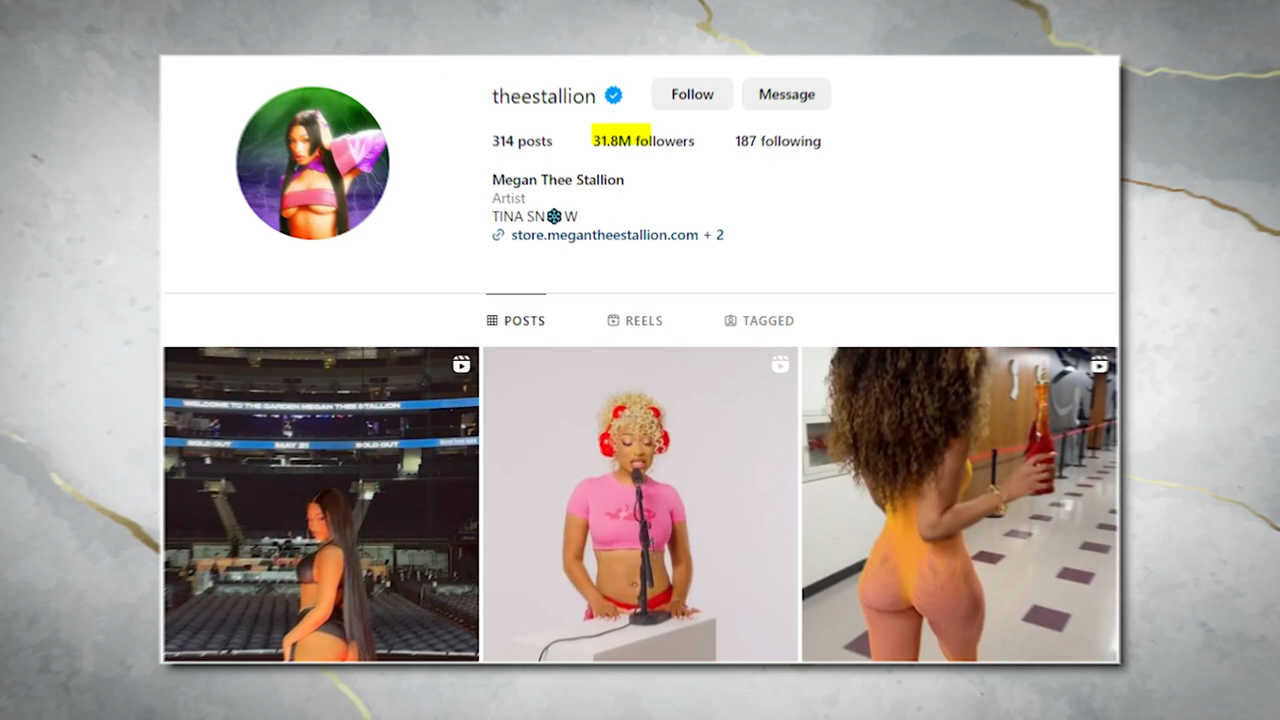 theestallion Follow Message
314 posts 31.8M followers 187 following
Megan Thee Stallion
Artist
TINA SN W
store.megantheestallion.com + 2
POSTS REELS TAGGED
WELCOME TO THE GARDEN MEGAN THEE STALLION
SOLD OUT MAY 21 SOLD OUT